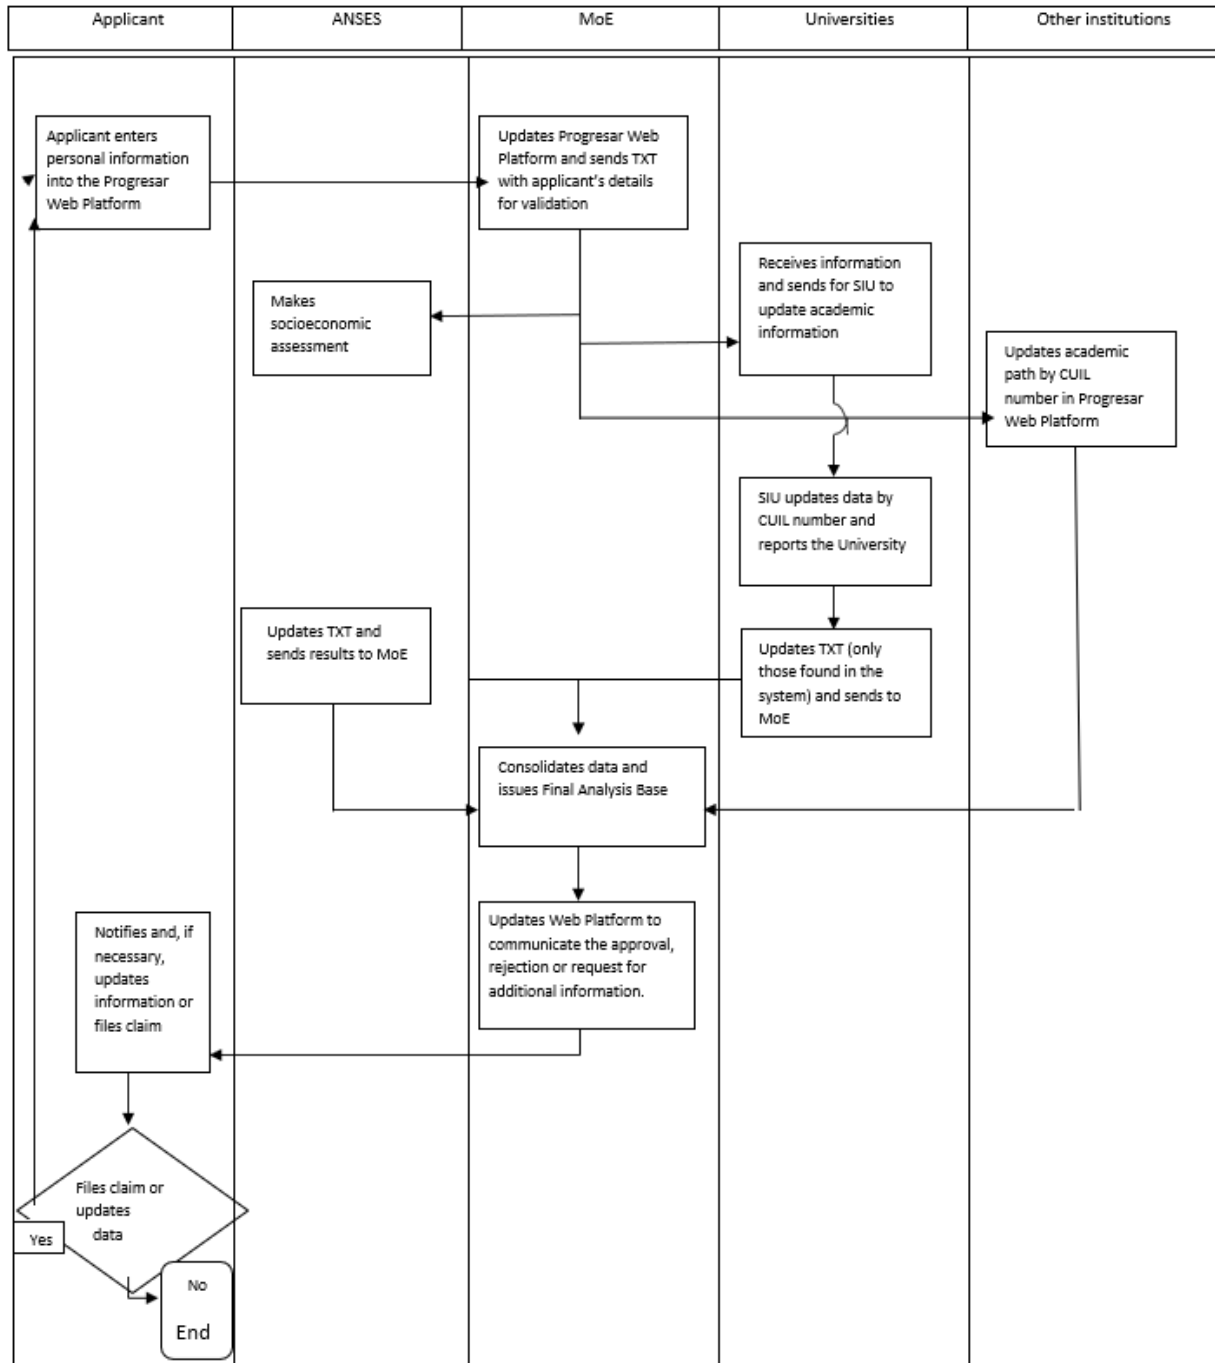 Applicant
ANSES
MoE
Universities
Other institutions
Applicant enters
personal information
into the Progresar
Web Platform
Updates Progresar Web
Platform and sends TXT
with applicant's details
for validation
Receives information
and sends for SIU to
update academic
information
Makes
socioeconomic
assessment
Updates academic
path by CUIL
number in Progresar
Web Platform
SIU updates data by
CUIL number and
reports the University
Updates TXT and
sends results to MoE
Updates TXT (only
those found in the
system) and sends to
MoE
Consolidates data and
issues Final Analysis Base
Updates Web Platform to
communicate the approval,
rejection or request for
additional information.
Notifies and, if
necessary,
updates
information or
files claim
Files claim or
updates
data
Yes
No
End